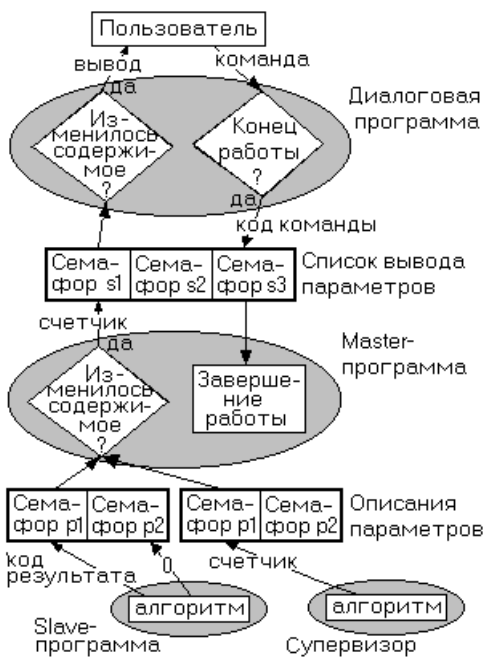 Пользователь
вывод
команда
да
Из-
менилось
содержи-
мое
?
Конец
работы
?
да
Диалоговая
программа
код команды
Сема-
фор s1
Сема-
фор s2
Сема-
фор s3
Список вывода
параметров
счетчик
да
Из-
менилось
содержи-
мое
?
Заверше-
ние
работы
Master-
программа
Сема-
фор p1
Сема-
фор p2
Сема-
фор p1
Сема-
фор p2
Описания
параметров
код
результата
0
счетчик
алгоритм
алгоритм
Slave-
программа
Супервизор